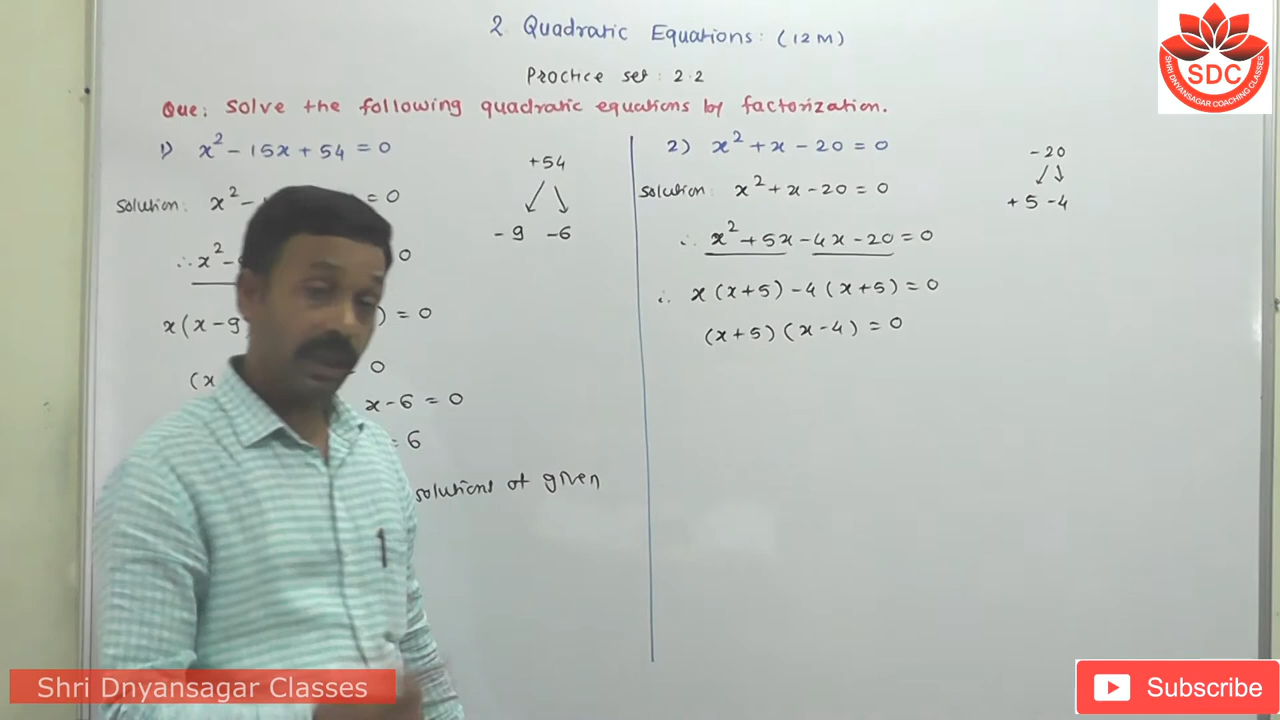 2. Quadratic Equations: (12M)
Practice set: 2.2
Que: Solve the following quadratic equations by factorization.
1) x² - 15x + 54 = 0
+54
-9 -6
Solution: x² - = 0
∴ x² - 0
x(x-9 ) = 0
(x = 0
x - 6 = 0
= 6
solutions of given
2) x² + x - 20 = 0
-20
+5 -4
Solution: x² + x - 20 = 0
∴ x² + 5x - 4x - 20 = 0
∴ x(x+5) - 4(x+5) = 0
(x+5)(x-4) = 0
SDC
SHRI DNYANSAGAR COACHING CLASSES
Shri Dnyansagar Classes
Subscribe